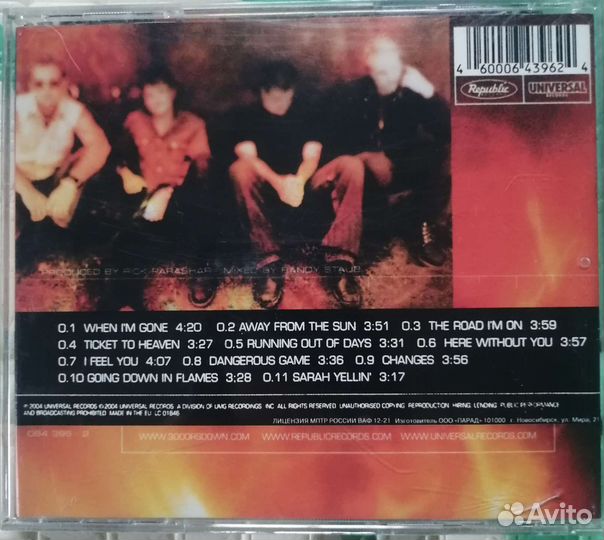 4 60006 43962 4
Republic UNIVERSAL
RECORDS
PRODUCED BY RICK PARASHAR MIXED BY RANDY STAUB
0.1 WHEN I'M GONE 4:20 0.2 AWAY FROM THE SUN 3:51 0.3 THE ROAD I'M ON 3:59
0.4 TICKET TO HEAVEN 3:27 0.5 RUNNING OUT OF DAYS 3:31 0.6 HERE WITHOUT YOU 3:57
0.7 I FEEL YOU 4:07 0.8 DANGEROUS GAME 3:36 0.9 CHANGES 3:56
0.10 GOING DOWN IN FLAMES 3:28 0.11 SARAH YELLIN' 3:17
℗ 2004 UNIVERSAL RECORDS © 2004 UNIVERSAL RECORDS, A DIVISION OF UMG RECORDINGS, INC. ALL RIGHTS RESERVED. UNAUTHORISED COPYING, REPRODUCTION, HIRING, LENDING, PUBLIC PERFORMANCE
AND BROADCASTING PROHIBITED. MADE IN THE EU. LC 01846
ЛИЦЕНЗИЯ МПТР РОССИИ ВАФ 12-21 Изготовитель ООО «ПАРАД» 101000 г. Новосибирск, ул. Мира, 21
064 396 - 2 WWW.3DOORSDOWN.COM WWW.REPUBLICRECORDS.COM WWW.UNIVERSALRECORDS.COM
Avito